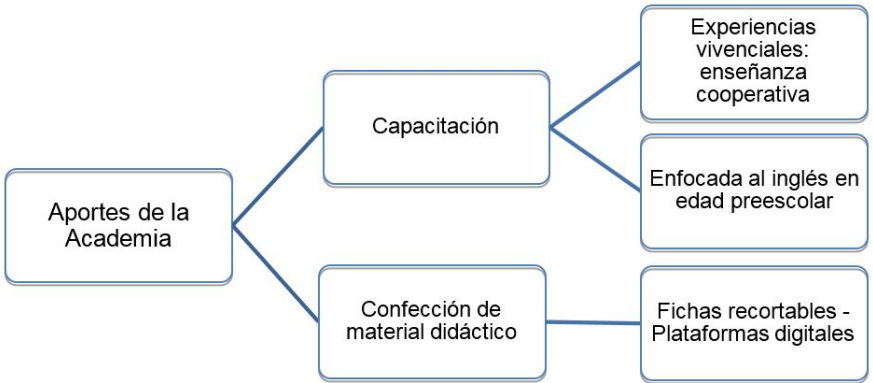 Aportes de la
Academia
Capacitación
Experiencias
vivenciales:
enseñanza
cooperativa
Enfocada al inglés en
edad preescolar
Confección de
material didáctico
Fichas recortables -
Plataformas digitales